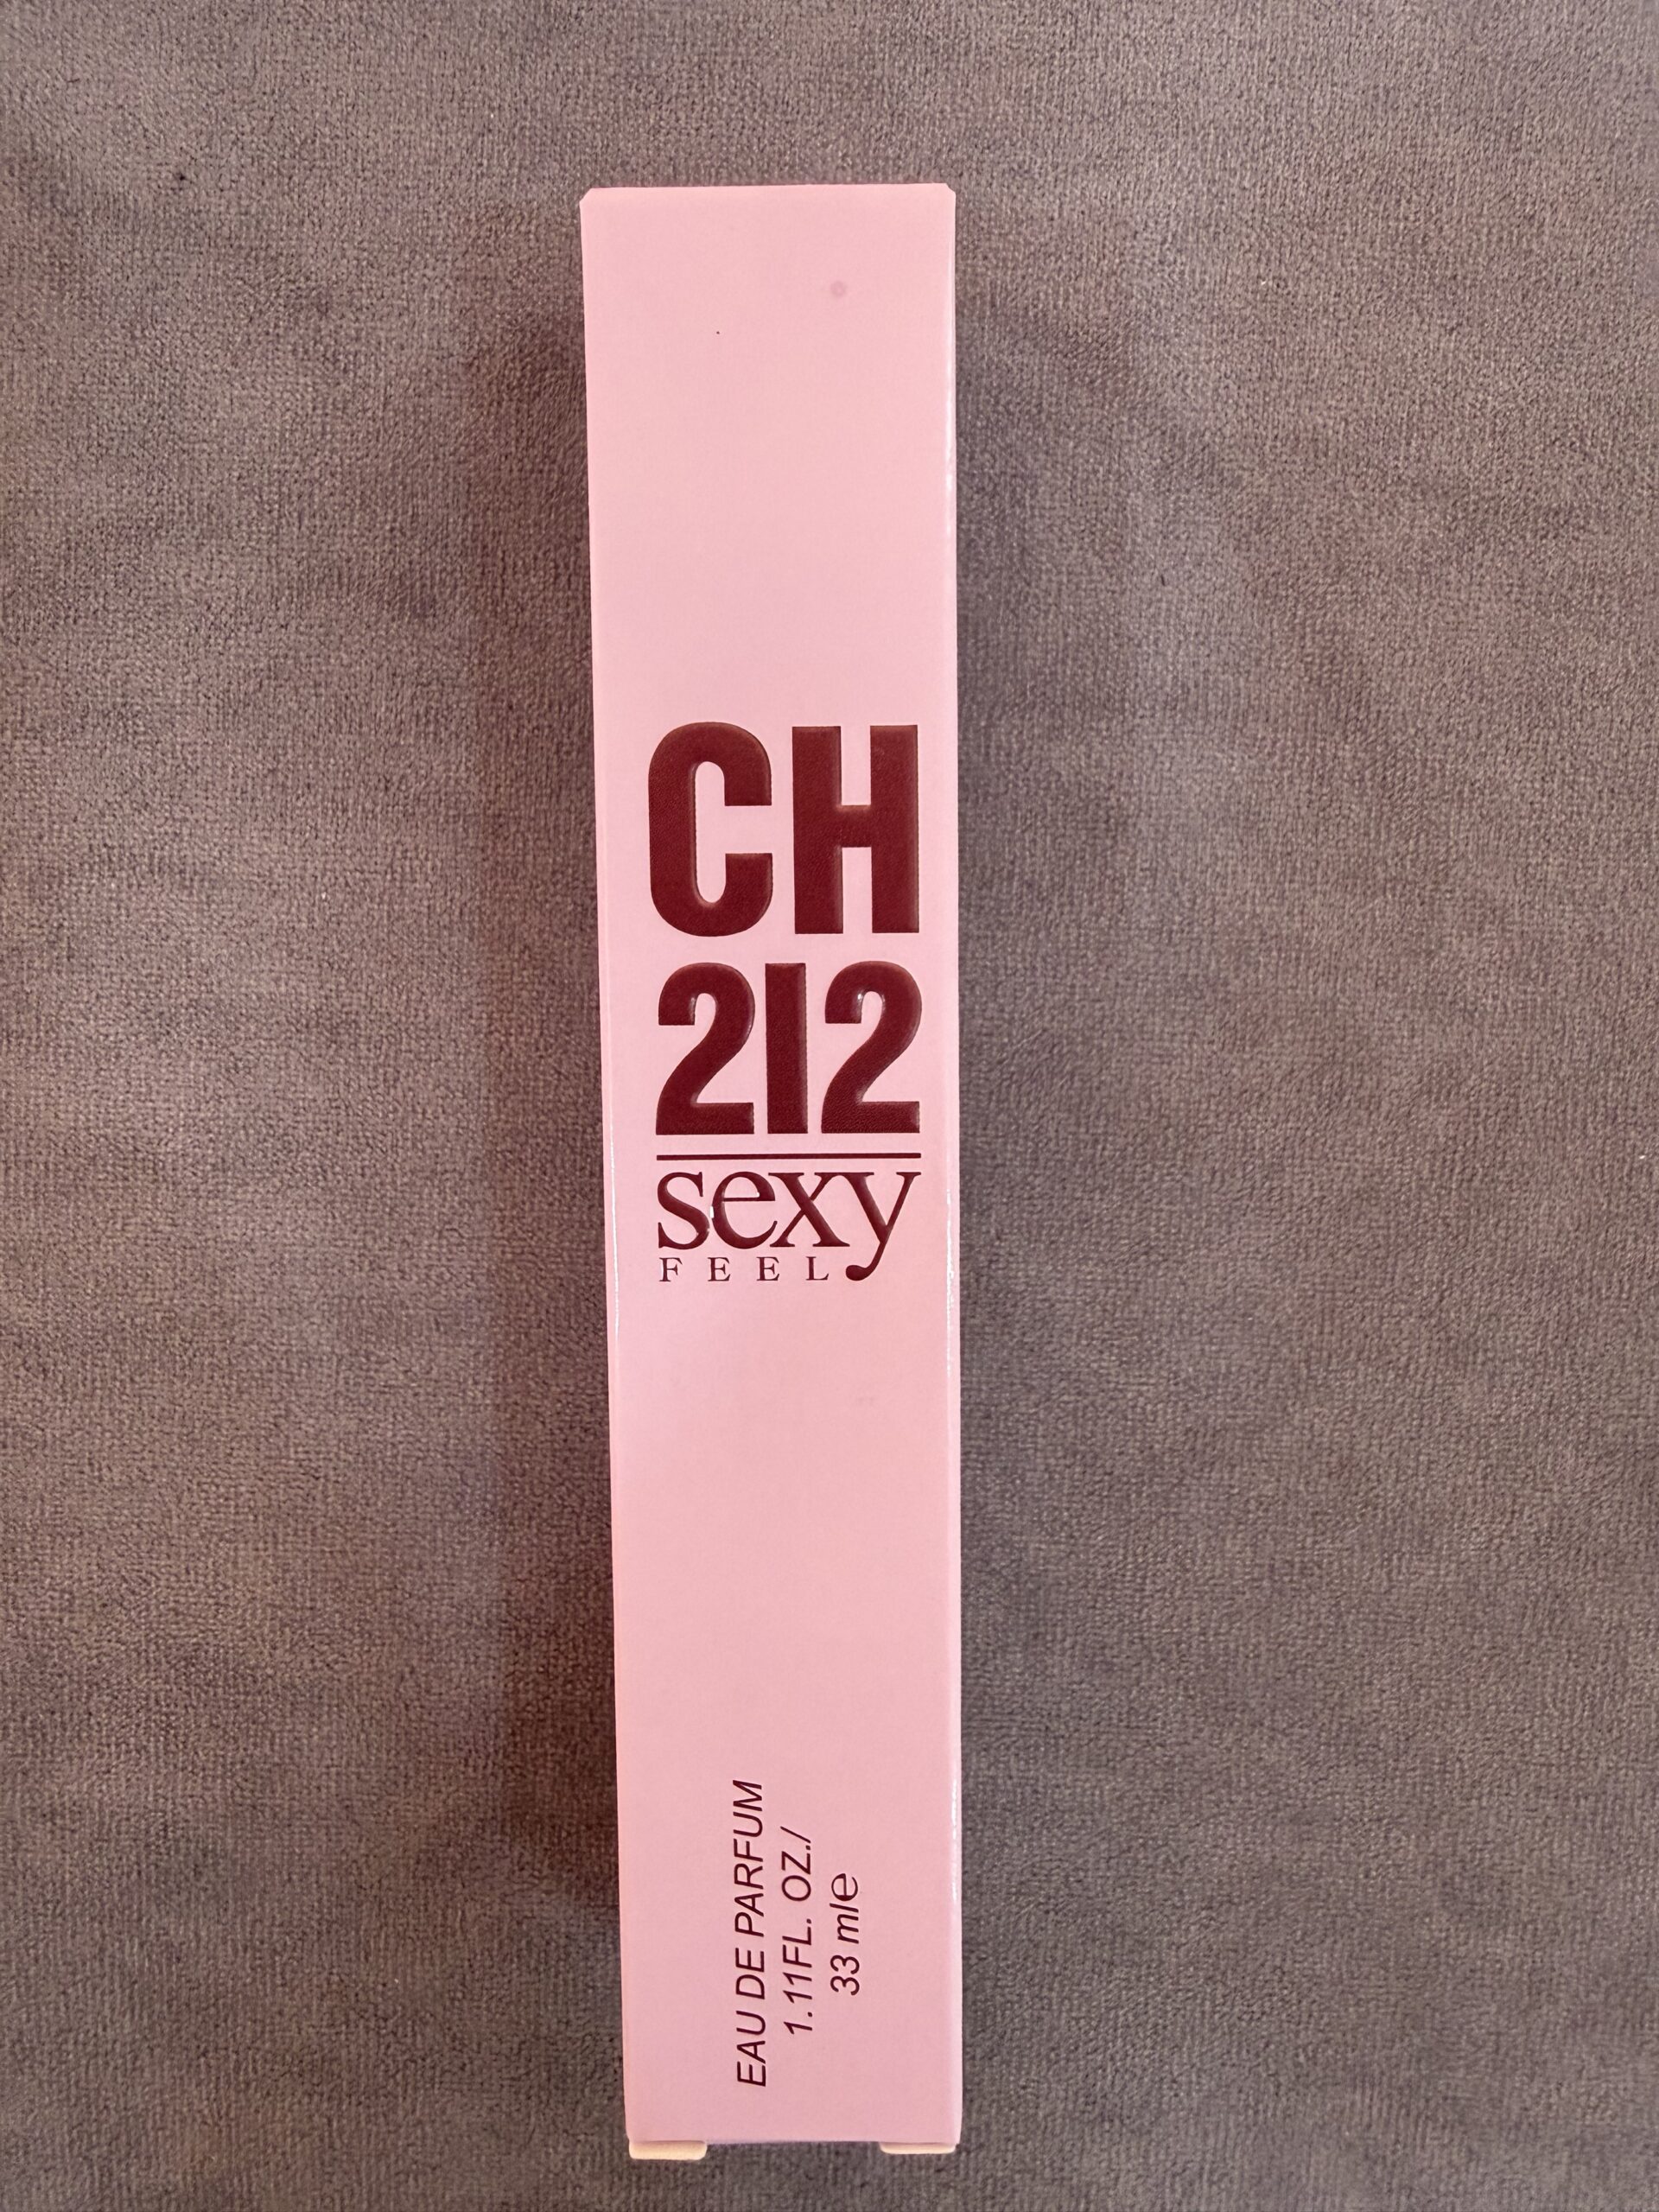 CH
212
sexy
FEEL
EAU DE PARFUM
1.11FL. OZ./
33 mle